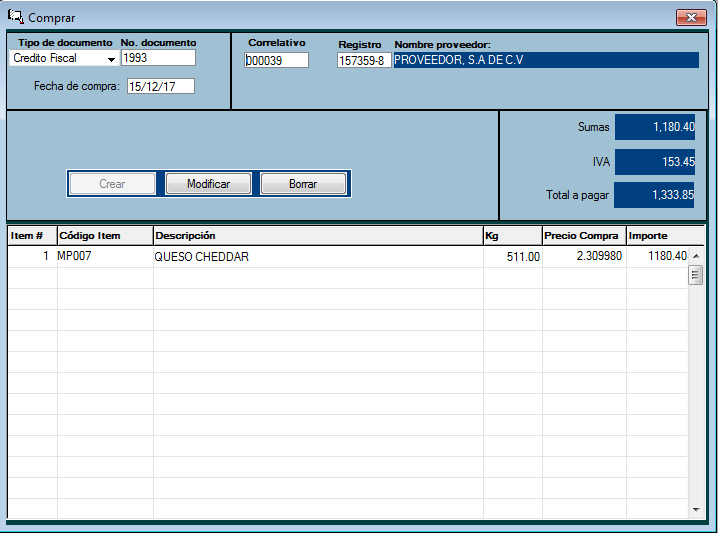 Comprar
Tipo de documento No. documento Correlativo Registro Nombre proveedor:
Credito Fiscal 1993 000039 157359-8 PROVEEDOR, S.A DE C.V
Fecha de compra: 15/12/17
Sumas 1,180.40
IVA 153.45
Crear Modificar Borrar
Total a pagar 1,333.85
Item # Código Item Descripción Kg Precio Compra Importe
1 MP007 QUESO CHEDDAR 511.00 2.309980 1180.40